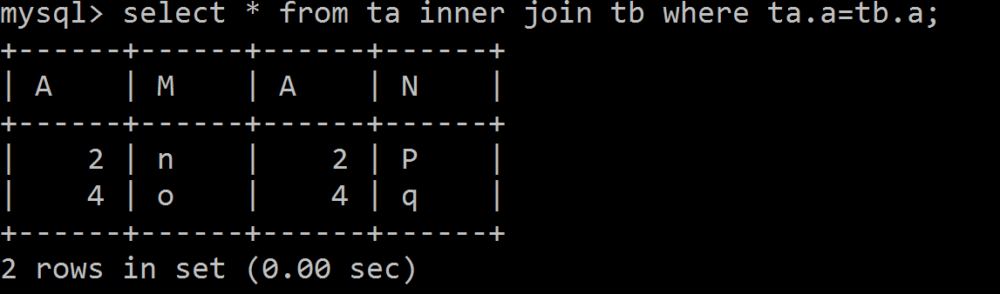 mysql> select * from ta inner join tb where ta.a=tb.a;
+------+------+------+------+
| A    | M    | A    | N    |
+------+------+------+------+
|    2 | n    |    2 | P    |
|    4 | o    |    4 | q    |
+------+------+------+------+
2 rows in set (0.00 sec)